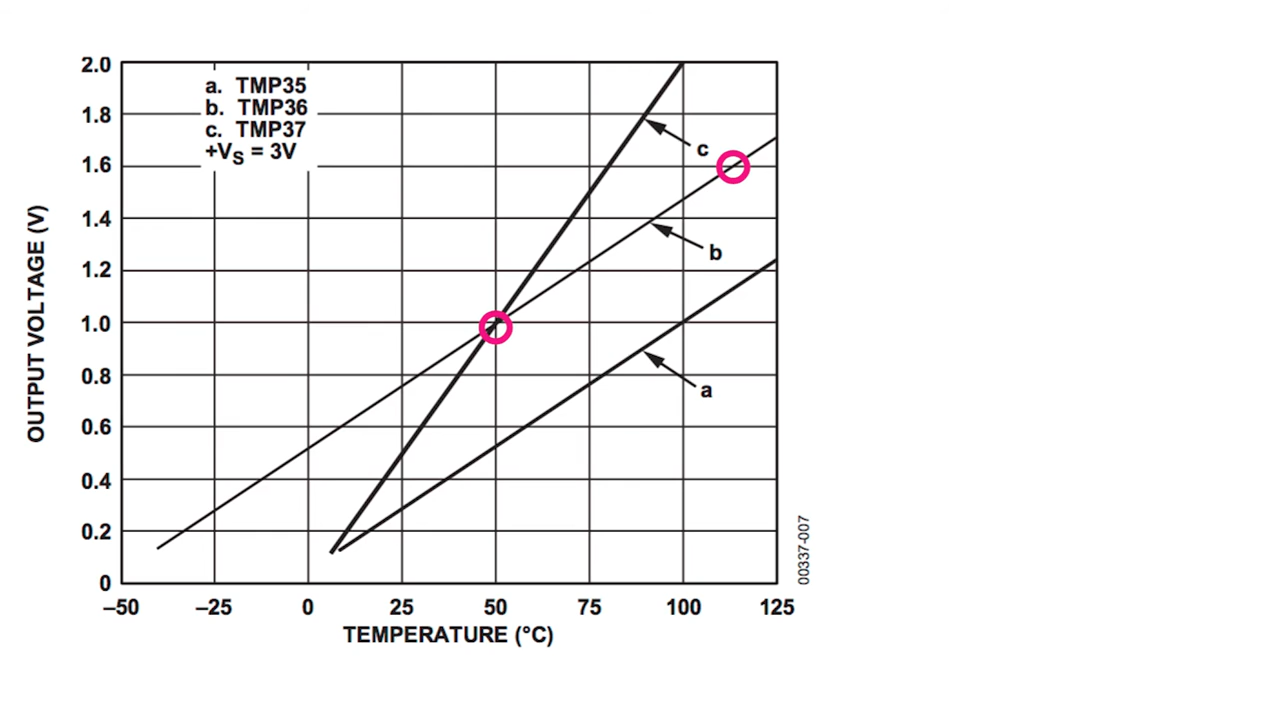 2.0
1.8
1.6
1.4
1.2
1.0
0.8
0.6
0.4
0.2
0
OUTPUT VOLTAGE (V)
a. TMP35
b. TMP36
c. TMP37
+VS = 3V
c
b
a
–50 –25 0 25 50 75 100 125
TEMPERATURE (°C)
00337-007